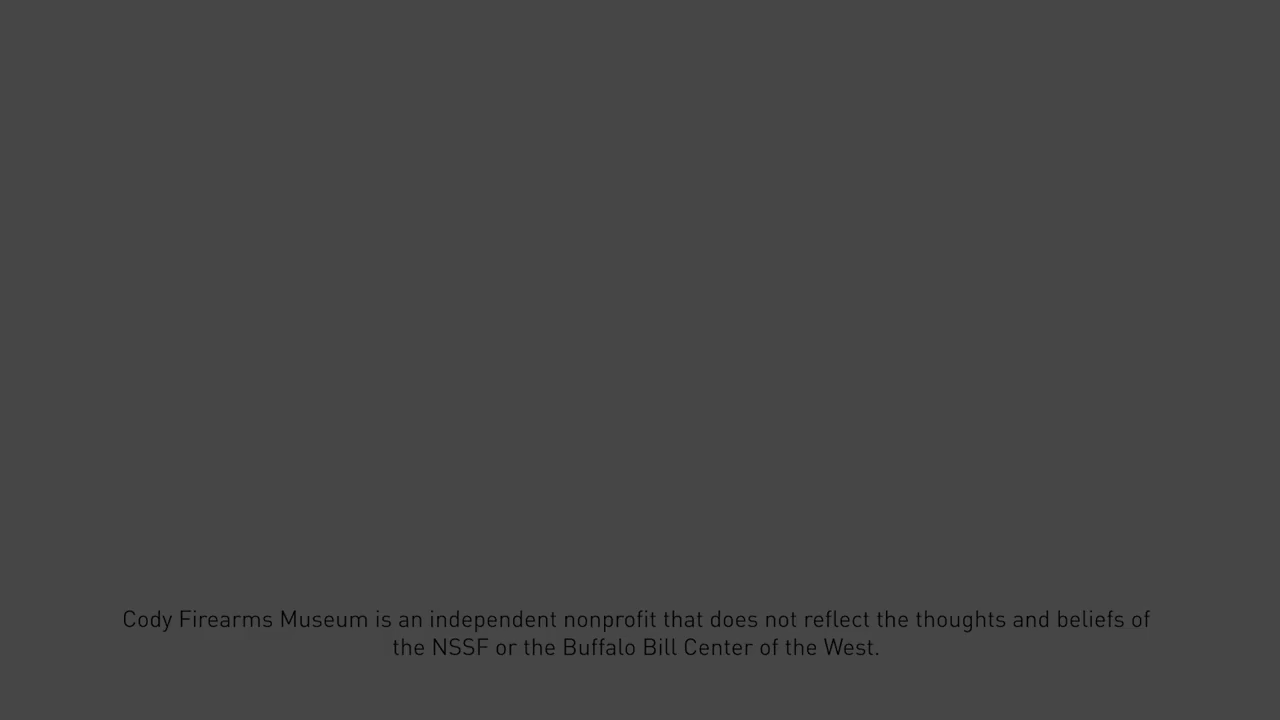 Cody Firearms Museum is an independent nonprofit that does not reflect the thoughts and beliefs of
the NSSF or the Buffalo Bill Center of the West.